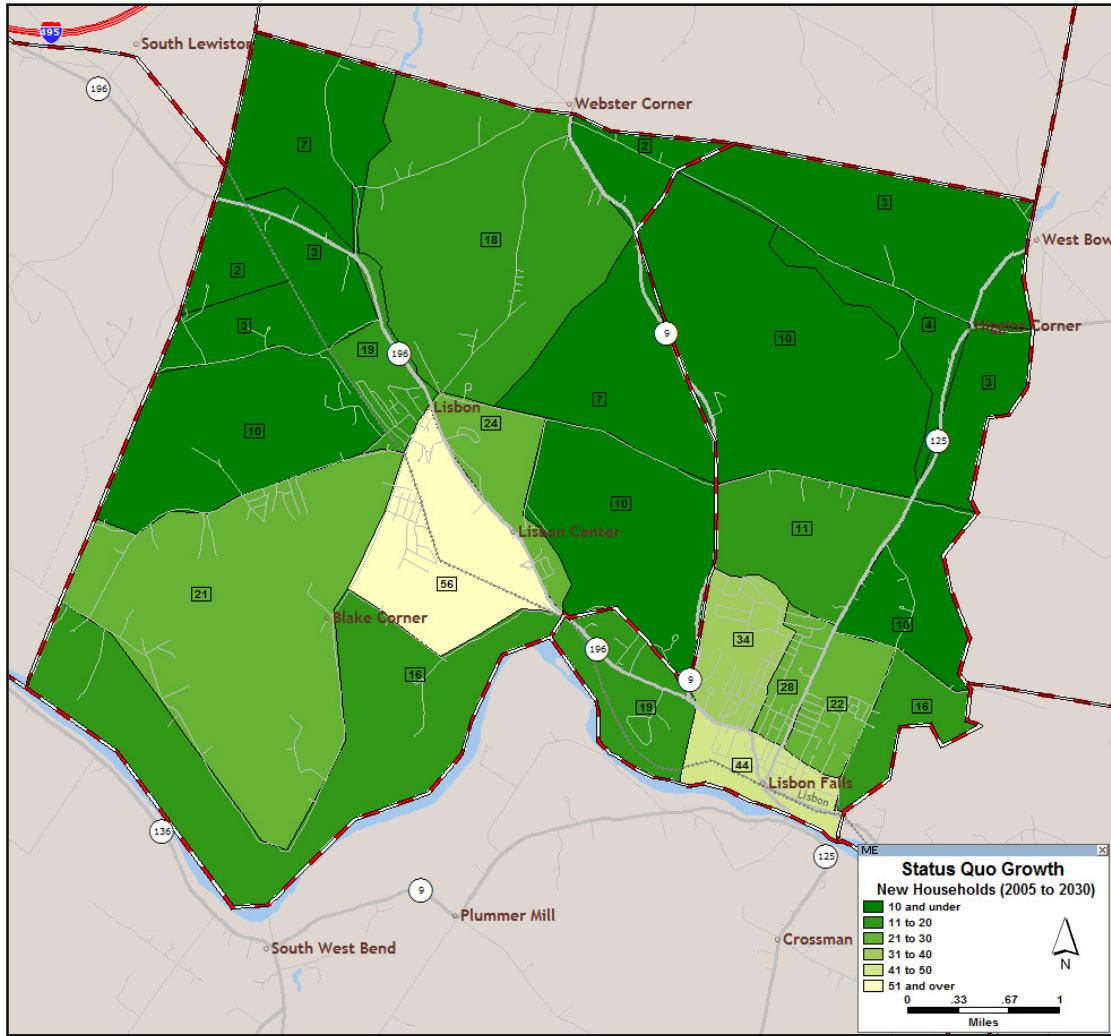 495
South Lewiston
196
Webster Corner
7
2
3
18
West Bow
2
3
3
4
Higgins Corner
9
10
3
19
196
7
Lisbon
24
10
125
10
Lisbon Center
11
56
21
Blake Corner
10
196
34
16
9
28
22
16
19
44
Lisbon Falls
Lisbon
136
125
9
Plummer Mill
Crossman
South West Bend
ME
Status Quo Growth
New Households (2005 to 2030)
10 and under
11 to 20
21 to 30
31 to 40
41 to 50
51 and over
N
0 .33 .67 1
Miles